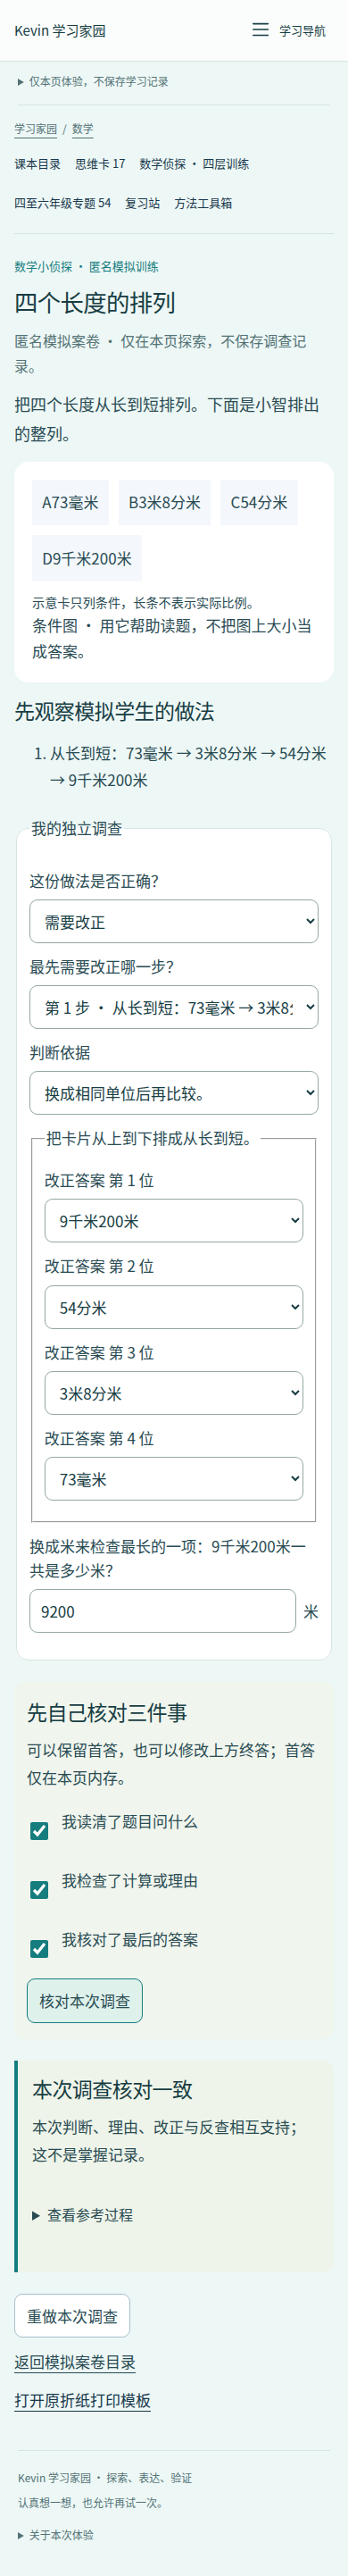 Kevin 学习家园
学习导航
仅本页体验，不保存学习记录
学习家园 / 数学
课本目录 思维卡 17 数学侦探 · 四层训练
四至六年级专题 54 复习站 方法工具箱
数学小侦探 · 匿名模拟训练
四个长度的排列
匿名模拟案卷 · 仅在本页探索，不保存调查记
录。
把四个长度从长到短排列。下面是小智排出
的整列。
A73毫米 B3米8分米 C54分米
D9千米200米
示意卡只列条件，长条不表示实际比例。
条件图 · 用它帮助读题，不把图上大小当
成答案。
先观察模拟学生的做法
1. 从长到短：73毫米 → 3米8分米 → 54分米
→ 9千米200米
我的独立调查
这份做法是否正确？
需要改正
最先需要改正哪一步？
第 1 步 · 从长到短：73毫米 → 3米8分
判断依据
换成相同单位后再比较。
把卡片从上到下排成从长到短。
改正答案 第 1 位
9千米200米
改正答案 第 2 位
54分米
改正答案 第 3 位
3米8分米
改正答案 第 4 位
73毫米
换成米来检查最长的一项：9千米200米一
共是多少米？
9200 米
先自己核对三件事
可以保留首答，也可以修改上方终答；首答
仅在本页内存。
我读清了题目问什么
我检查了计算或理由
我核对了最后的答案
核对本次调查
本次调查核对一致
本次判断、理由、改正与反查相互支持；
这不是掌握记录。
查看参考过程
重做本次调查
返回模拟案卷目录
打开原折纸打印模板
Kevin 学习家园 · 探索、表达、验证
认真想一想，也允许再试一次。
关于本次体验